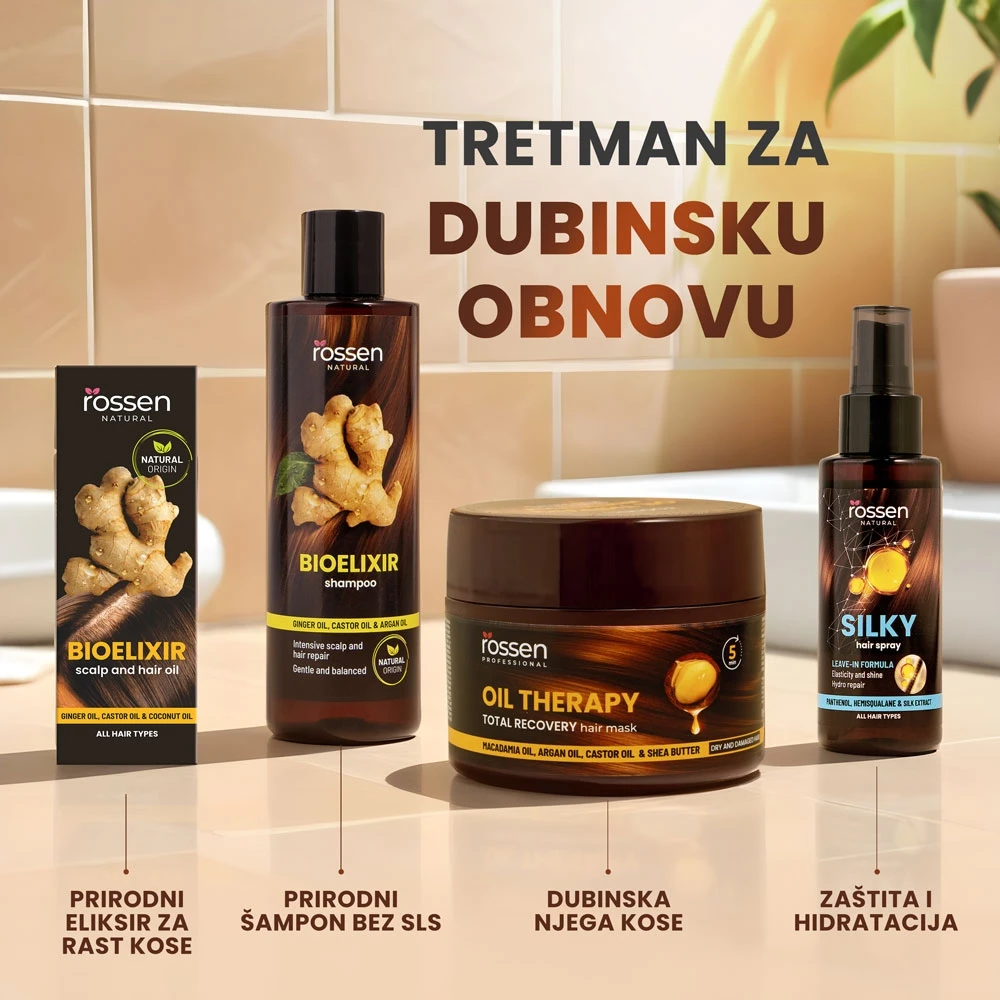 TRETMAN ZA
DUBINSKU
OBNOVU
rossen
NATURAL
NATURAL
ORIGIN
BIOELIXIR
scalp and hair oil
GINGER OIL, CASTOR OIL & COCONUT OIL
ALL HAIR TYPES
rossen
NATURAL
BIOELIXIR
shampoo
GINGER OIL, CASTOR OIL & ARGAN OIL
Intensive scalp and
hair repair
Gentle and balanced
NATURAL
ORIGIN
rossen
PROFESSIONAL
5
OIL THERAPY
TOTAL RECOVERY hair mask
MACADAMIA OIL, ARGAN OIL, CASTOR OIL & SHEA BUTTER
DRY AND DAMAGED
rossen
NATURAL
SILKY
hair spray
LEAVE-IN FORMULA
Elasticity and shine
Hydro repair
PANTHENOL, HEMISQUALANE & SILK EXTRACT
ALL HAIR TYPES
PRIRODNI
ELIKSIR ZA
RAST KOSE
PRIRODNI
ŠAMPON BEZ SLS
DUBINSKA
NJEGA KOSE
ZAŠTITA I
HIDRATACIJA